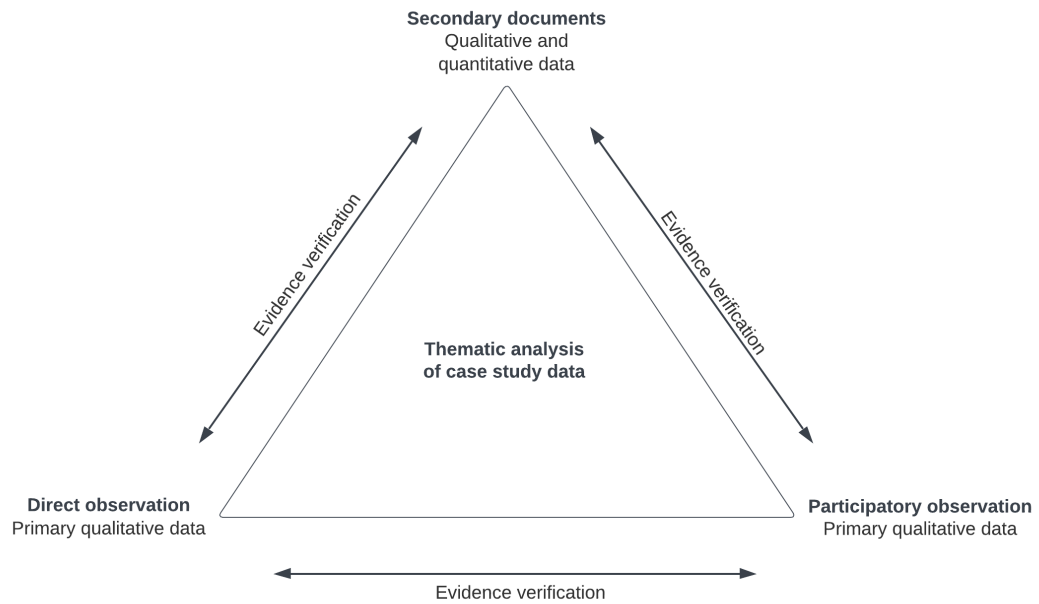 Secondary documents
Qualitative and
quantitative data
Evidence verification
Evidence verification
Thematic analysis
of case study data
Direct observation
Primary qualitative data
Participatory observation
Primary qualitative data
Evidence verification